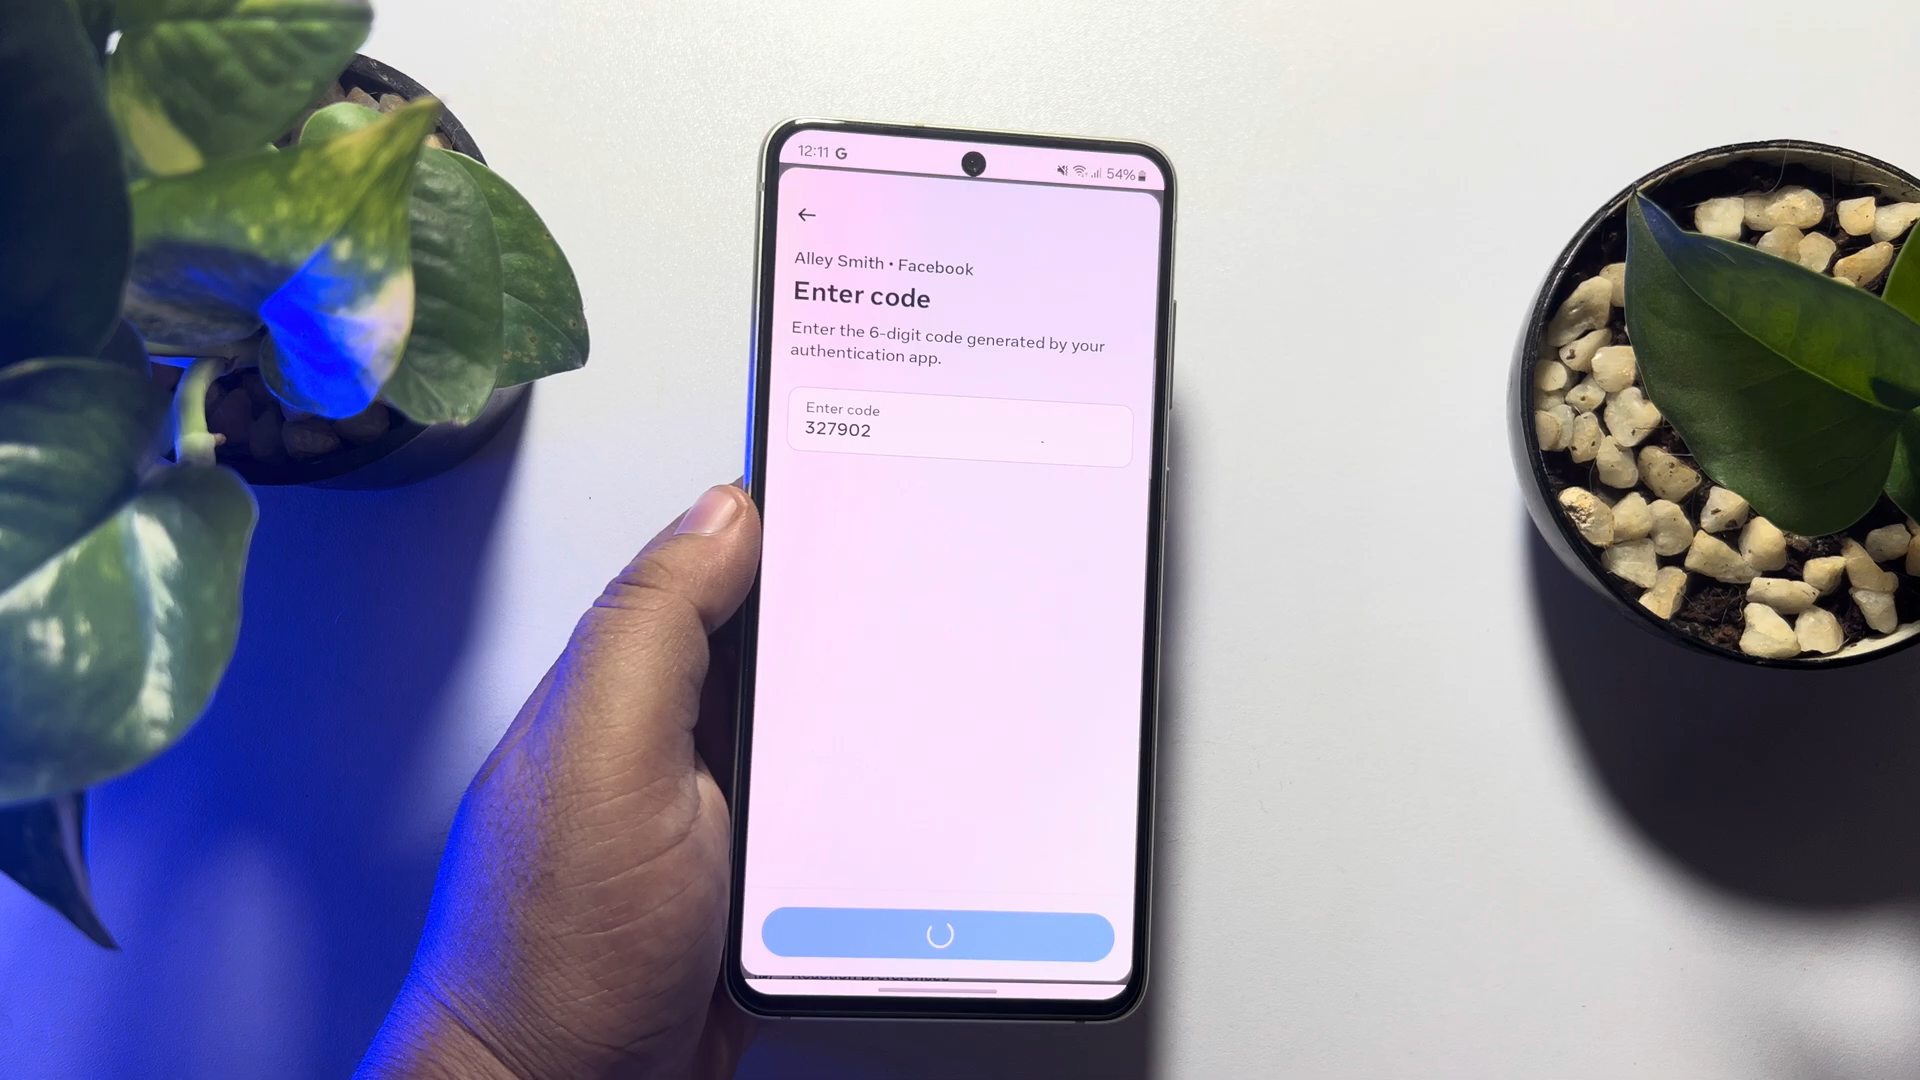 12:11 G 54%
Alley Smith • Facebook
Enter code
Enter the 6-digit code generated by your
authentication app.
Enter code
327902